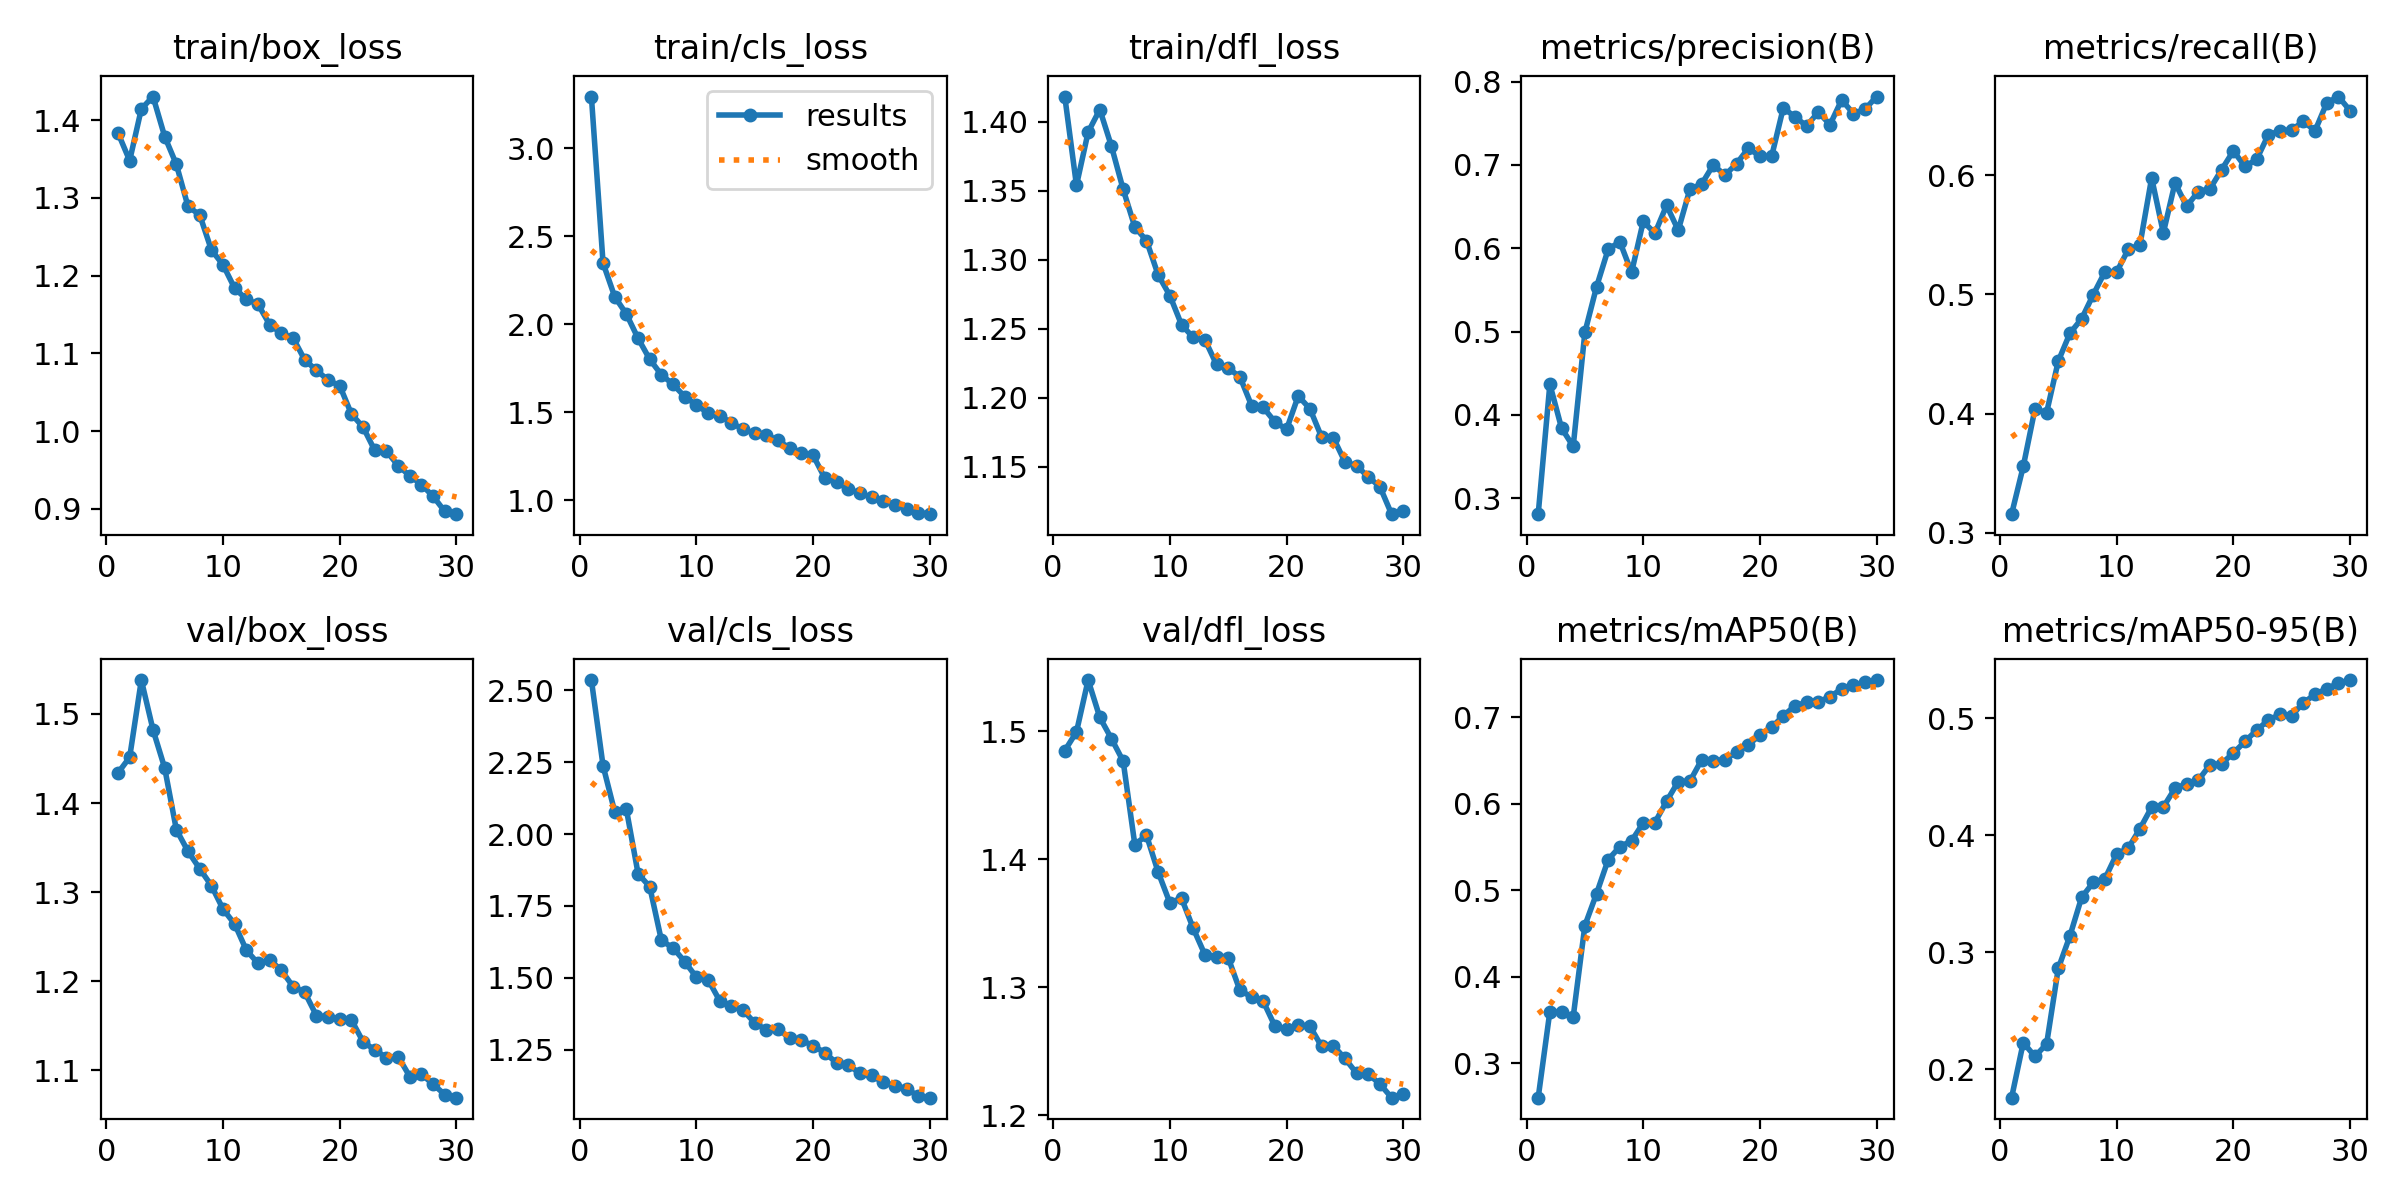 train/box_loss
1.4
1.3
1.2
1.1
1.0
0.9
0 10 20 30
train/cls_loss
results
smooth
3.0
2.5
2.0
1.5
1.0
0 10 20 30
train/dfl_loss
1.40
1.35
1.30
1.25
1.20
1.15
0 10 20 30
metrics/precision(B)
0.8
0.7
0.6
0.5
0.4
0.3
0 10 20 30
metrics/recall(B)
0.6
0.5
0.4
0.3
0 10 20 30
val/box_loss
1.5
1.4
1.3
1.2
1.1
0 10 20 30
val/cls_loss
2.50
2.25
2.00
1.75
1.50
1.25
0 10 20 30
val/dfl_loss
1.5
1.4
1.3
1.2
0 10 20 30
metrics/mAP50(B)
0.7
0.6
0.5
0.4
0.3
0 10 20 30
metrics/mAP50-95(B)
0.5
0.4
0.3
0.2
0 10 20 30